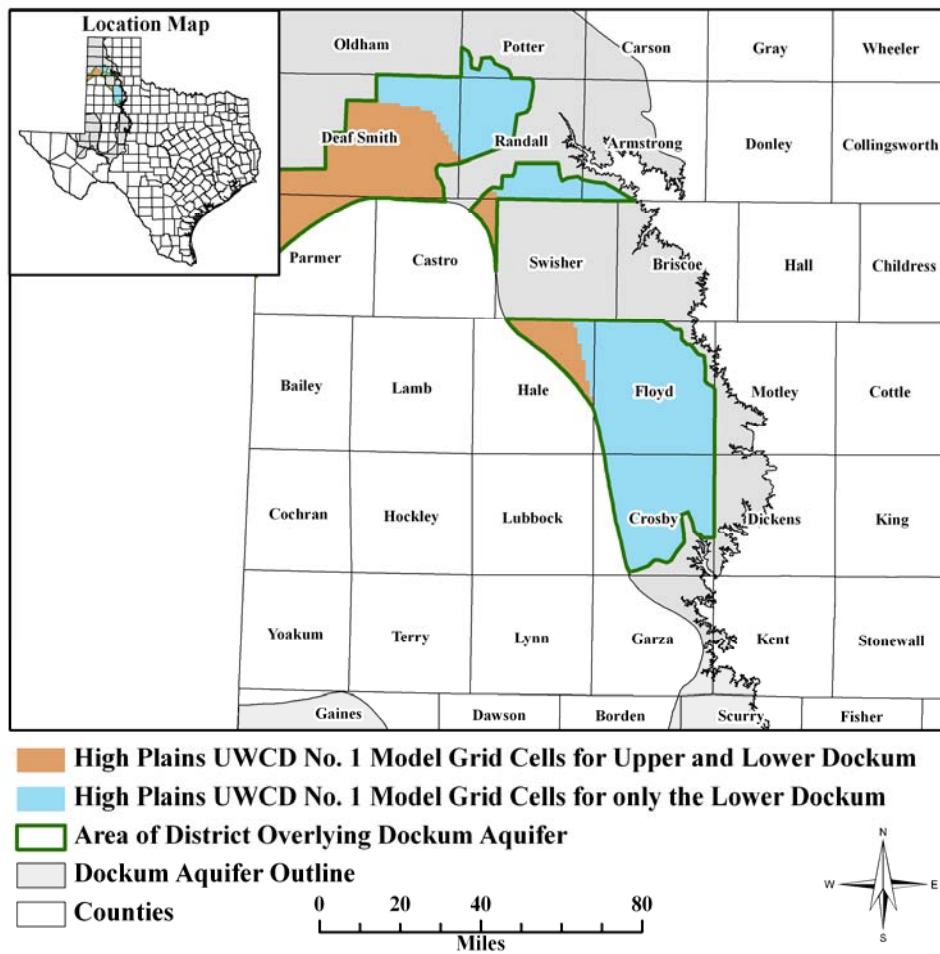 Location Map
Oldham Potter Carson Gray Wheeler
Deaf Smith Randall Armstrong Donley Collingsworth
Parmer Castro Swisher Briscoe Hall Childress
Bailey Lamb Hale Floyd Motley Cottle
Cochran Hockley Lubbock Crosby Dickens King
Yoakum Terry Lynn Garza Kent Stonewall
Gaines Dawson Borden Scurry Fisher
High Plains UWCD No. 1 Model Grid Cells for Upper and Lower Dockum
High Plains UWCD No. 1 Model Grid Cells for only the Lower Dockum
Area of District Overlying Dockum Aquifer
Dockum Aquifer Outline
Counties
0 20 40 80
Miles
N
W E
S